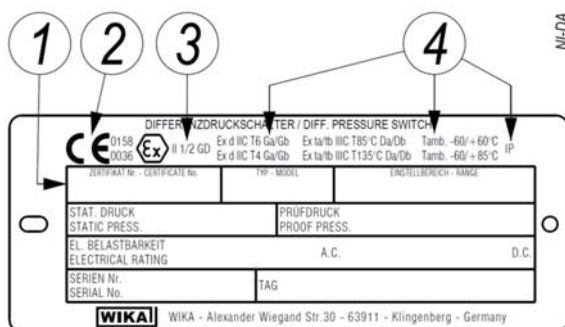 1 2 3 4
NI-DA
DIFFERENZDRUCKSCHALTER / DIFF. PRESSURE SWITCH
CE 0158 Ex II 1/2 GD Ex d IIC T6 Ga/Gb Ex ta/tb IIIC T85°C Da/Db Tamb. -60/+60°C IP
0036 Ex d IIC T4 Ga/Gb Ex ta/tb IIIC T135°C Da/Db Tamb. -60/+85°C
ZERTIFIKAT Nr. - CERTIFICATE No. TYP - MODEL EINSTELLBEREICH - RANGE
STAT. DRUCK PRÜFDRUCK
STATIC PRESS. PROOF PRESS.
EL. BELASTBARKEIT
ELECTRICAL RATING A.C. D.C.
SERIEN Nr. TAG
SERIAL No.
WIKA WIKA - Alexander Wiegand Str.30 - 63911 - Klingenberg - Germany